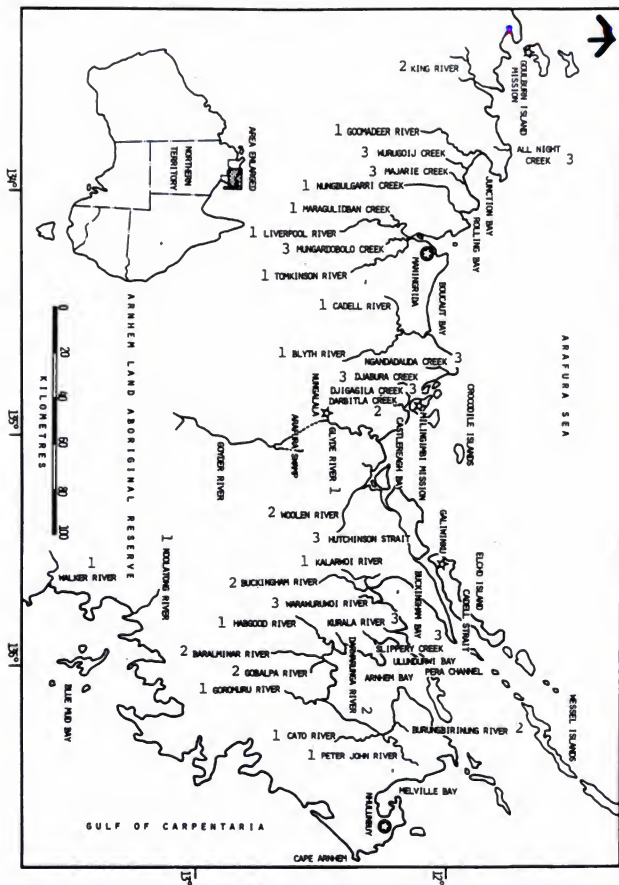 GOULBURN ISLAND
MISSION
2 KING RIVER
ALL NIGHT
CREEK 3
1 GOOMADEER RIVER
3 WURUGOIJ CREEK
3 MAJARIE CREEK
1 NUNGBULGARRI CREEK
JUNCTION BAY
ROLLING BAY
1 MARAGULIDBAN CREEK
1 LIVERPOOL RIVER
3 MUNGARDOBOLO CREEK
1 TOMKINSON RIVER
MANINGRIDA
BOUCAUT BAY
1 CADELL RIVER
1 BLYTH RIVER
NGANDADAUDA CREEK 3
3 DJABURA CREEK
DJIGAGILA CREEK 3
DARBITLA CREEK
2
MILINGIMBI MISSION
CROCODILE ISLANDS
CASTLEREAGH BAY
ARAFURA SEA
NANGALALA
GLYDE RIVER
1
ARAFURA SWAMP
GOYDER RIVER
2 WOOLEN RIVER
3 HUTCHINSON STRAIT
GALIWINKU
ELCHO ISLAND
CADELL STRAIT
3
1 KALARWOI RIVER
2 BUCKINGHAM RIVER
BUCKINGHAM BAY
3 WARAWURUWOI RIVER
KURALA RIVER 3
1 HABGOOD RIVER
SLIPPERY CREEK
ULUNDURWI BAY
2 BARALMINAR RIVER
PERA CHANNEL
2 GOBALPA RIVER
ARNHEM BAY
1 GOROMURU RIVER
2
WESSEL ISLANDS
BURUNGBIRINUNG RIVER 2
1 CATO RIVER
1 PETER JOHN RIVER
MELVILLE BAY
NHULUNBUY
CAPE ARNHEM
GULF OF CARPENTARIA
1 KOOLATONG RIVER
1
WALKER RIVER
BLUE MUD BAY
ARNHEM LAND ABORIGINAL RESERVE
AREA ENLARGED
NORTHERN
TERRITORY
0 20 40 60 80 100
KILOMETRES
134°
135°
136°
13°
12°